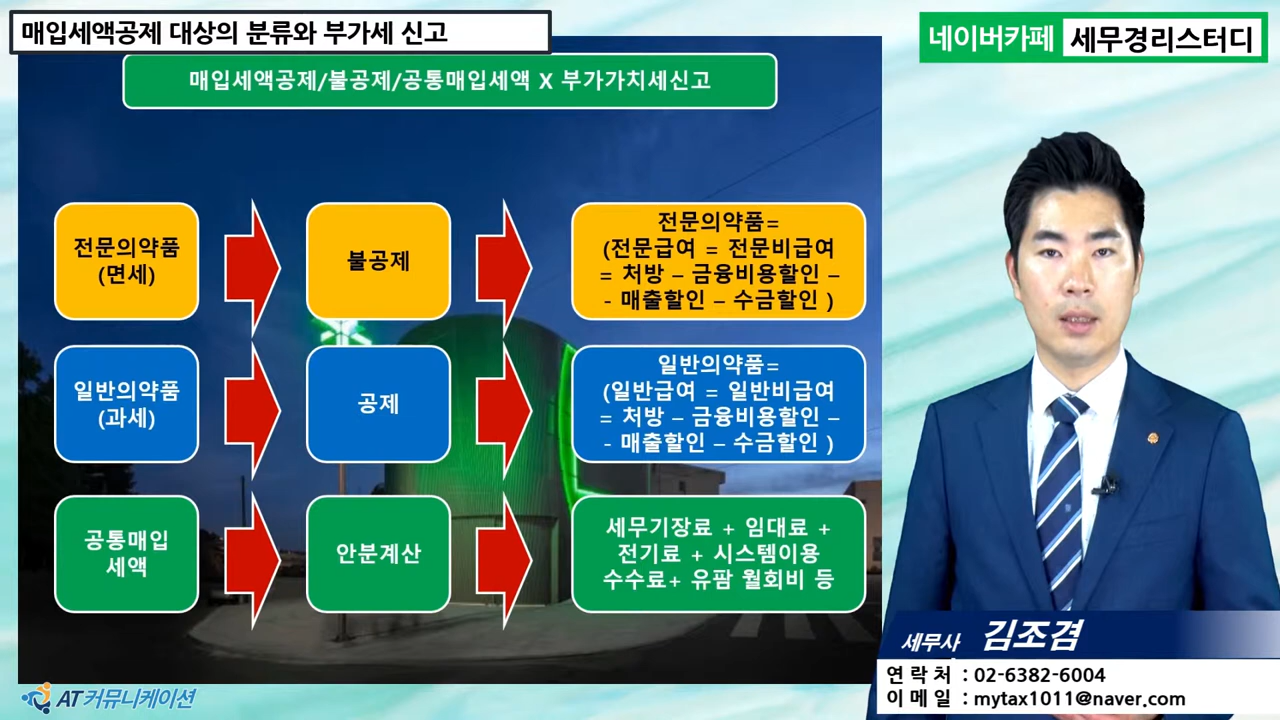 매입세액공제 대상의 분류와 부가세 신고
네이버카페 세무경리스터디
매입세액공제/불공제/공통매입세액 X 부가가치세신고
전문의약품
(면세)
불공제
전문의약품=
(전문급여 = 전문비급여
= 처방 – 금융비용할인 –
- 매출할인 – 수금할인 )
일반의약품
(과세)
공제
일반의약품=
(일반급여 = 일반비급여
= 처방 – 금융비용할인 –
- 매출할인 – 수금할인 )
공통매입
세액
안분계산
세무기장료 + 임대료 +
전기료 + 시스템이용
수수료+ 유팜 월회비 등
세무사 김조겸
연 락 처 : 02-6382-6004
이 메 일 : mytax1011@naver.com
AT커뮤니케이션